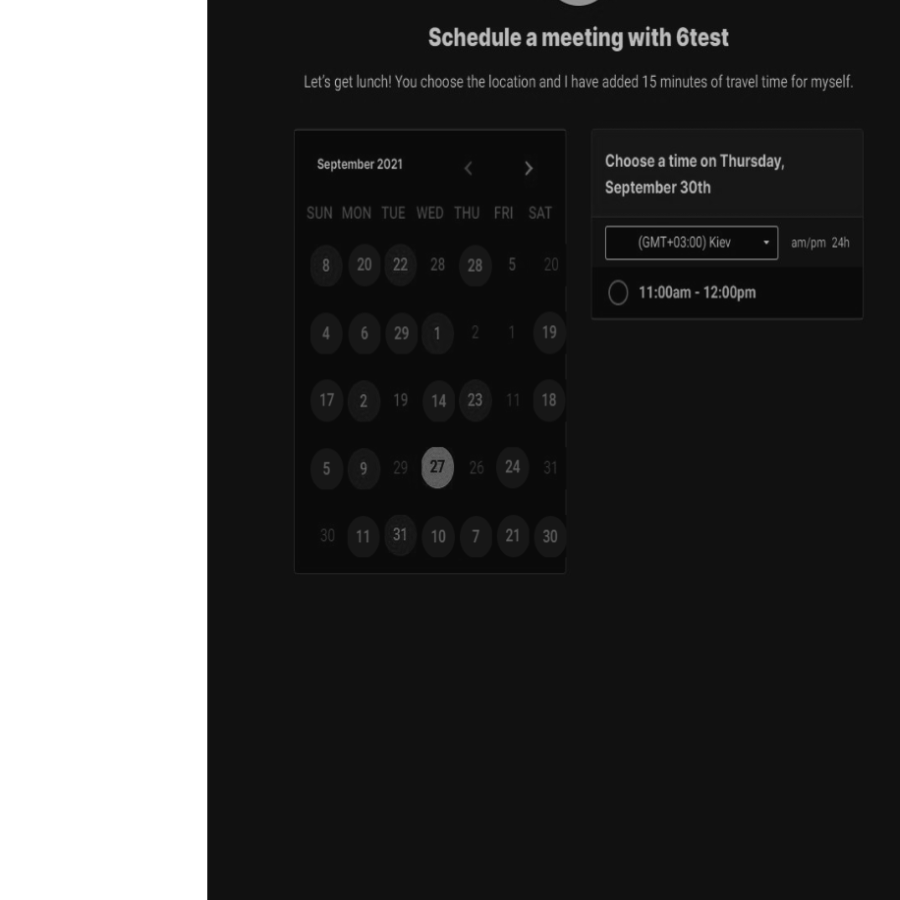 Schedule a meeting with 6test
Let's get lunch! You choose the location and I have added 15 minutes of travel time for myself.
September 2021
SUN MON TUE WED THU FRI SAT
8 20 22 28 28 5 20
4 6 29 1 2 1 19
17 2 19 14 23 11 18
5 9 29 27 26 24 31
30 11 31 10 7 21 30
Choose a time on Thursday,
September 30th
(GMT+03:00) Kiev am/pm 24h
11:00am - 12:00pm